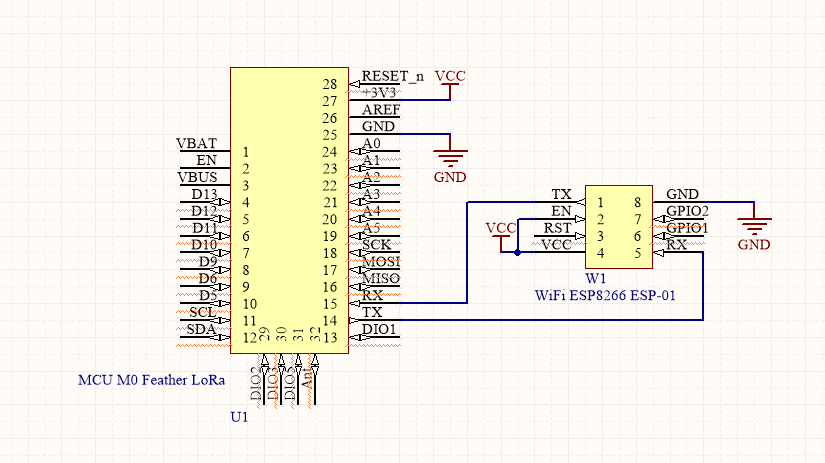 RESET_n
28
VCC
+3V3
27
AREF
26
GND
25
VBAT
1
A0
24
GND
EN
2
A1
23
VBUS
3
A2
22
D13
4
A3
21
D12
5
A4
20
D11
6
A5
19
D10
7
SCK
18
D9
8
MOSI
17
D6
9
MISO
16
D5
10
RX
15
SCL
11
TX
14
SDA
12
DIO1
13
29
30
31
32
DIO2
DIO3
DIO5
Ant
MCU M0 Feather LoRa
U1
TX
1
8
GND
EN
2
7
GPIO2
VCC
RST
3
6
GPIO1
VCC
4
5
RX
GND
W1
WiFi ESP8266 ESP-01